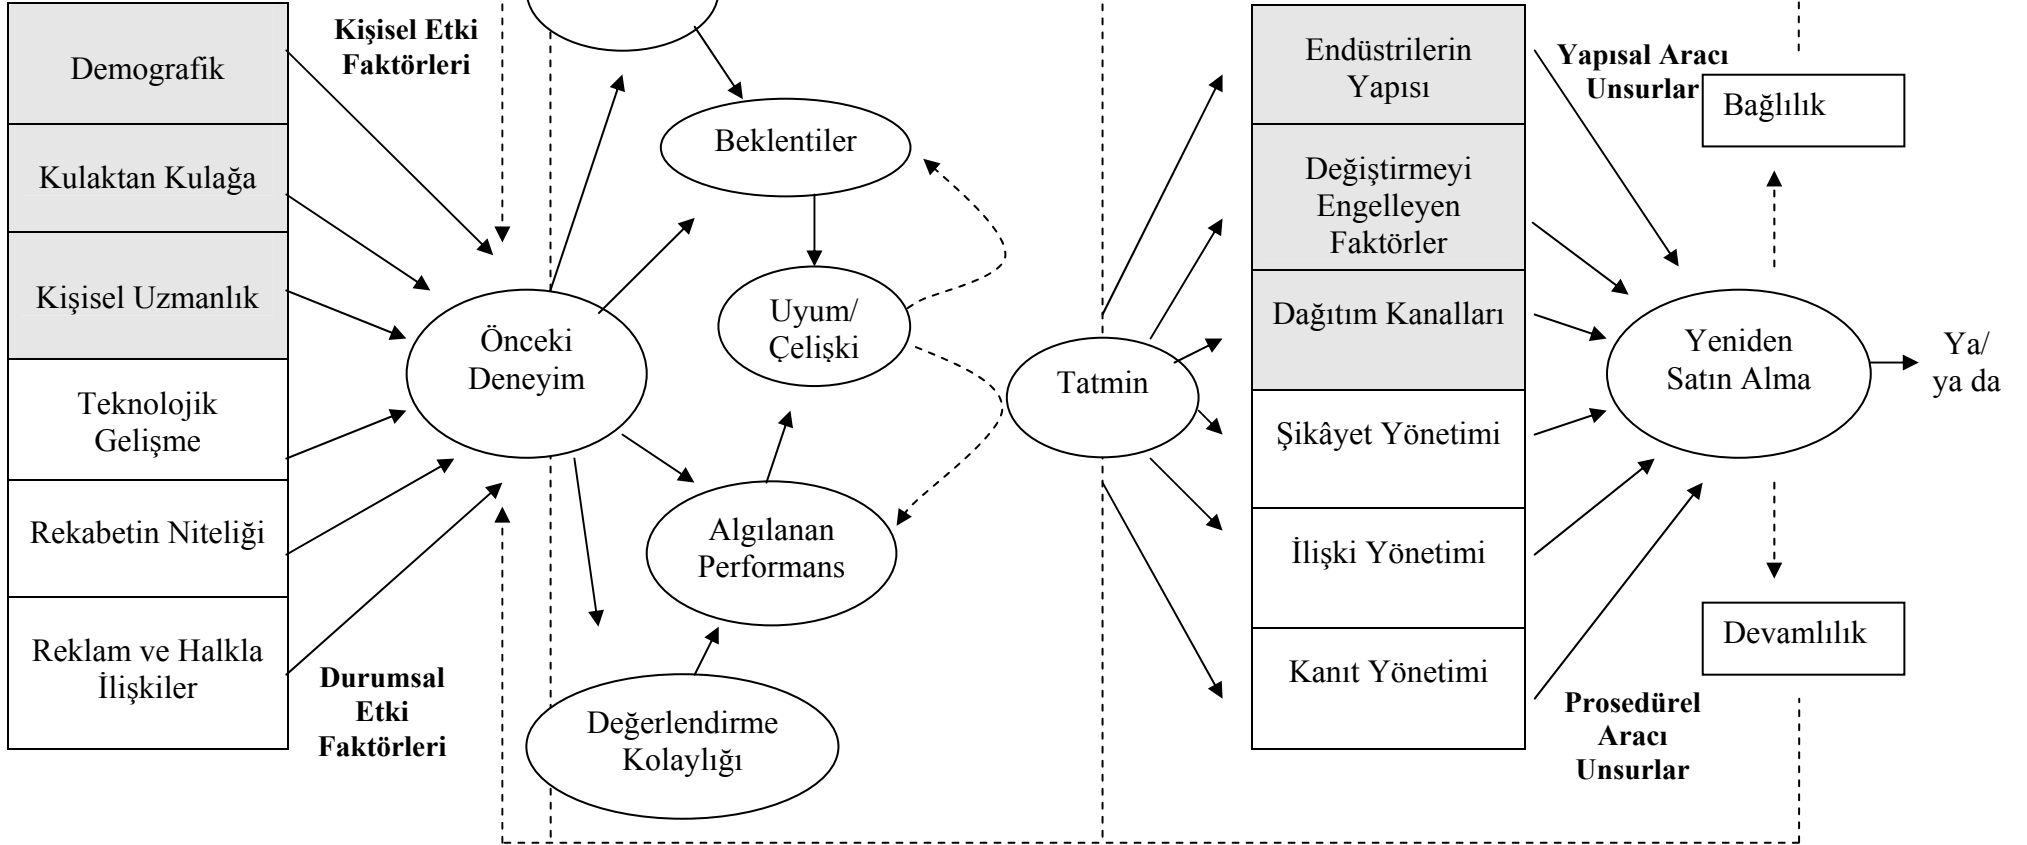 Demografik
Kulaktan Kulağa
Kişisel Uzmanlık
Teknolojik
Gelişme
Rekabetin Niteliği
Reklam ve Halkla
İlişkiler
Kişisel Etki
Faktörleri
Durumsal
Etki
Faktörleri
Önceki
Deneyim
Beklentiler
Uyum/
Çelişki
Algılanan
Performans
Değerlendirme
Kolaylığı
Tatmin
Endüstrilerin
Yapısı
Değiştirmeyi
Engelleyen
Faktörler
Dağıtım Kanalları
Şikâyet Yönetimi
İlişki Yönetimi
Kanıt Yönetimi
Yapısal Aracı
Unsurlar
Prosedürel
Aracı
Unsurlar
Bağlılık
Yeniden
Satın Alma
Devamlılık
Ya/
ya da